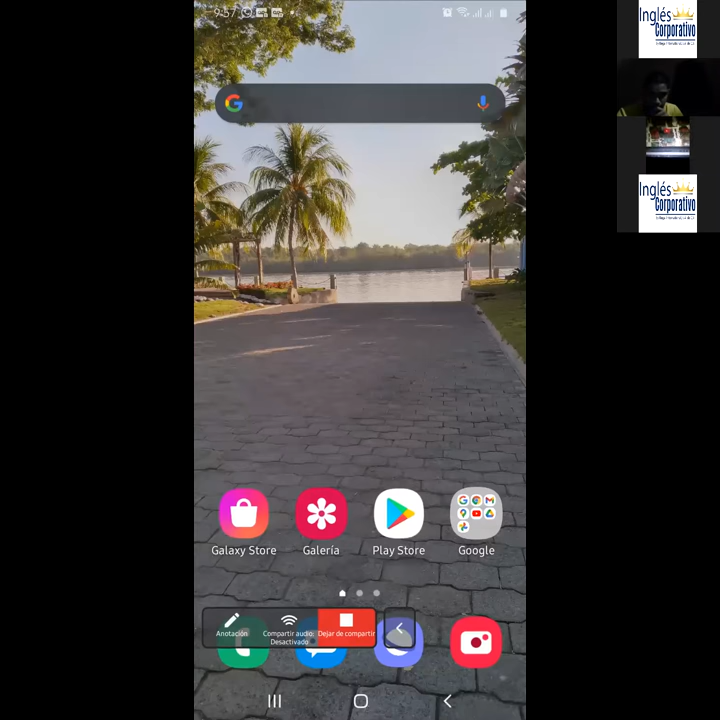 9:57
Galaxy Store
Galería
Play Store
Google
Anotación
Compartir audio:
Desactivado
Dejar de compartir
Inglés
Corporativo
Inglés
Corporativo